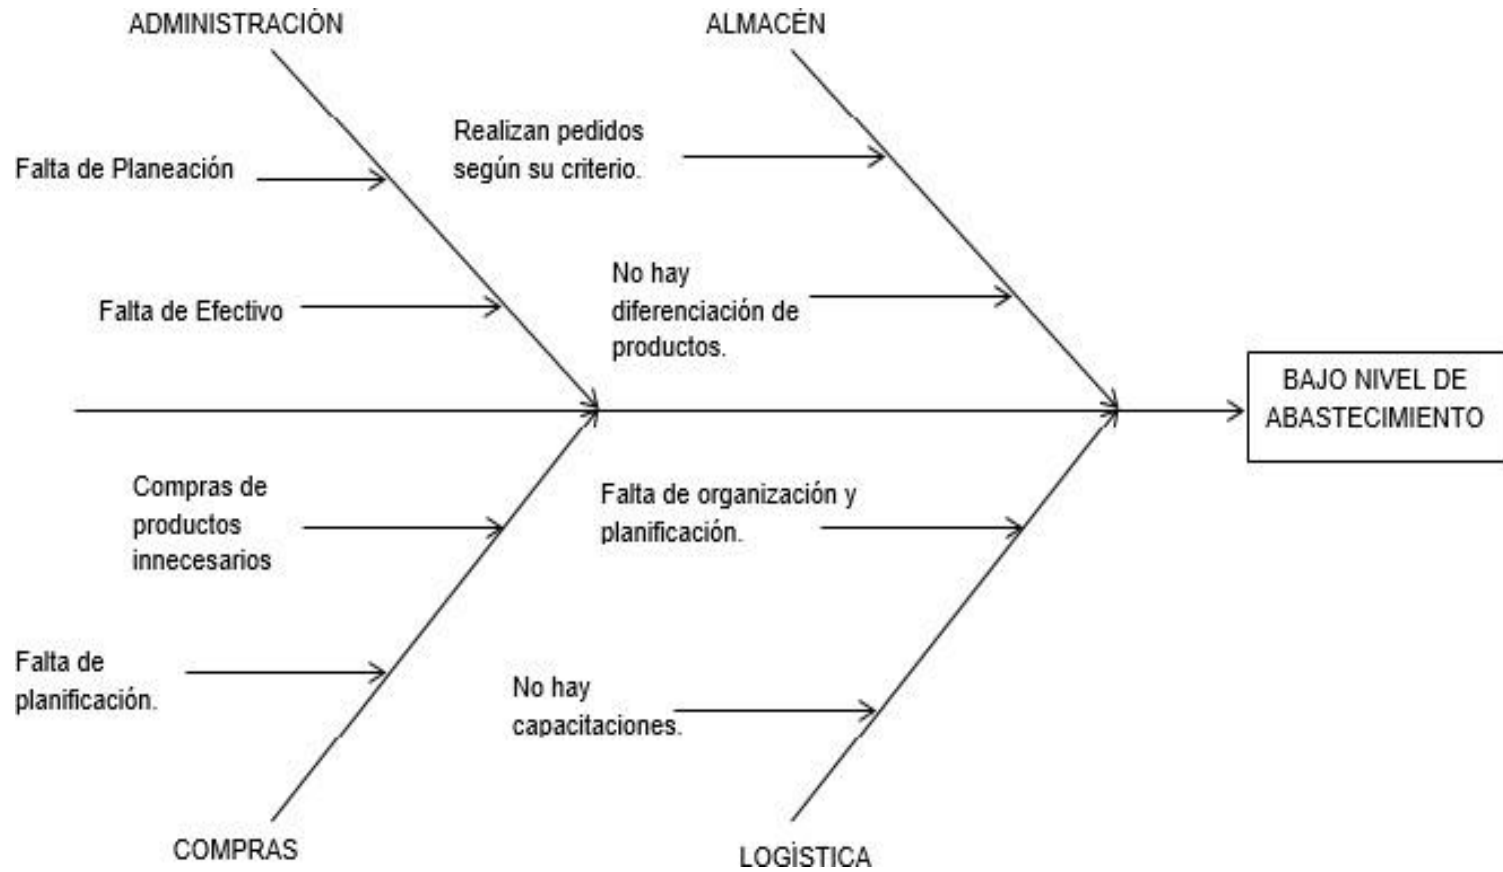 ADMINISTRACIÓN
ALMACÉN
Realizan pedidos
según su criterio.
Falta de Planeación
No hay
diferenciación de
productos.
Falta de Efectivo
BAJO NIVEL DE
ABASTECIMIENTO
Compras de
productos
innecesarios
Falta de organización y
planificación.
Falta de
planificación.
No hay
capacitaciones.
COMPRAS
LOGÍSTICA